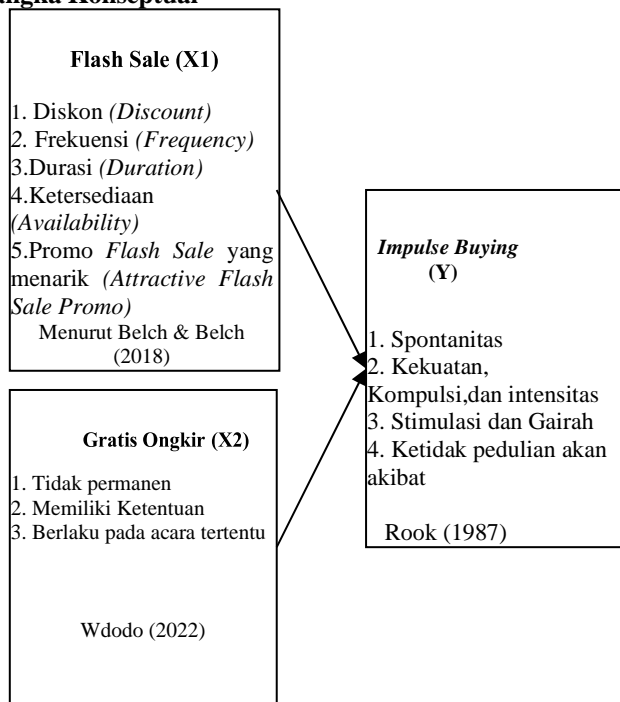 Kerangka Konseptual
Flash Sale (X1)
1. Diskon (Discount)
2. Frekuensi (Frequency)
3.Durasi (Duration)
4.Ketersediaan
(Availability)
5.Promo Flash Sale yang
menarik (Attractive Flash
Sale Promo)
Menurut Belch & Belch
(2018)
Gratis Ongkir (X2)
1. Tidak permanen
2. Memiliki Ketentuan
3. Berlaku pada acara tertentu
Wdodo (2022)
Impulse Buying
(Y)
1. Spontanitas
2. Kekuatan,
Kompulsi,dan intensitas
3. Stimulasi dan Gairah
4. Ketidak pedulian akan
akibat
Rook (1987)